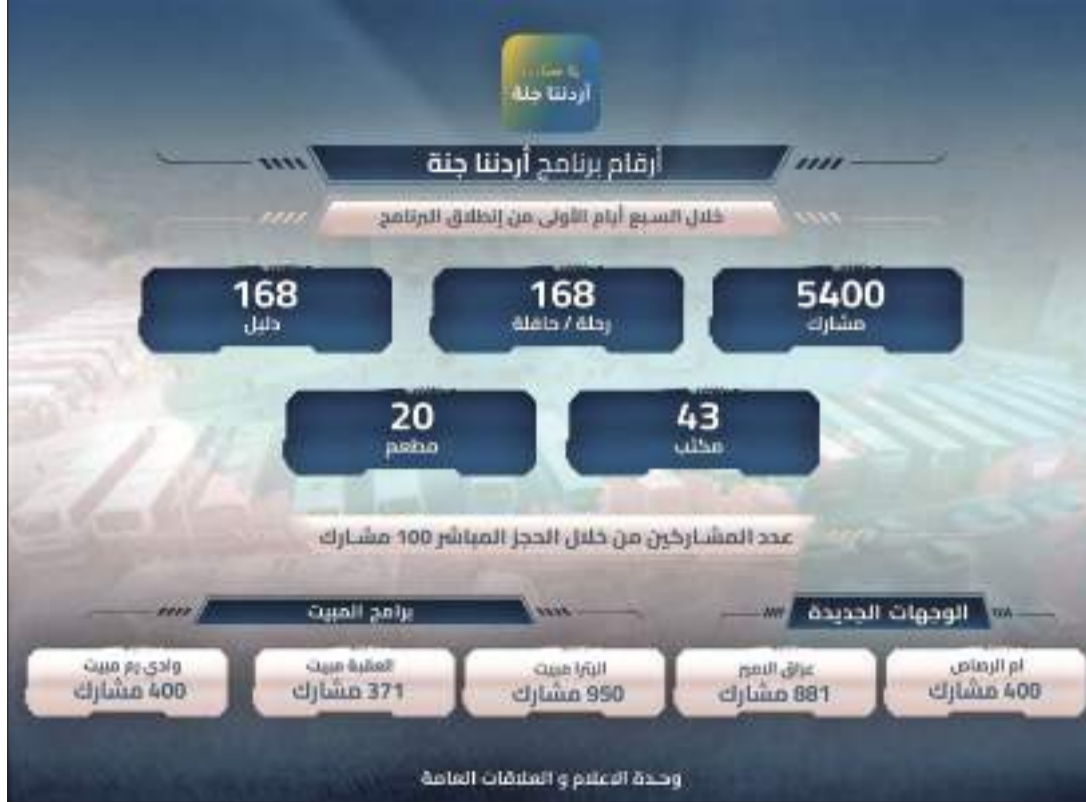 أردننا جنة
أرقام برنامج أردننا جنة
خلال السبع أيام الأولى من إنطلاق البرنامج
5400
مشارك
168
رحلة / حافلة
168
دليل
43
مكتب
20
مطعم
عدد المشاركين من خلال الحجز المباشر 100 مشارك
الوجهات الجديدة
برامج المبيت
ام الرصاص
400 مشارك
عراق الامير
881 مشارك
البترا مبيت
950 مشارك
العقبة مبيت
371 مشارك
وادي رم مبيت
400 مشارك
وحدة الاعلام و العلاقات العامة